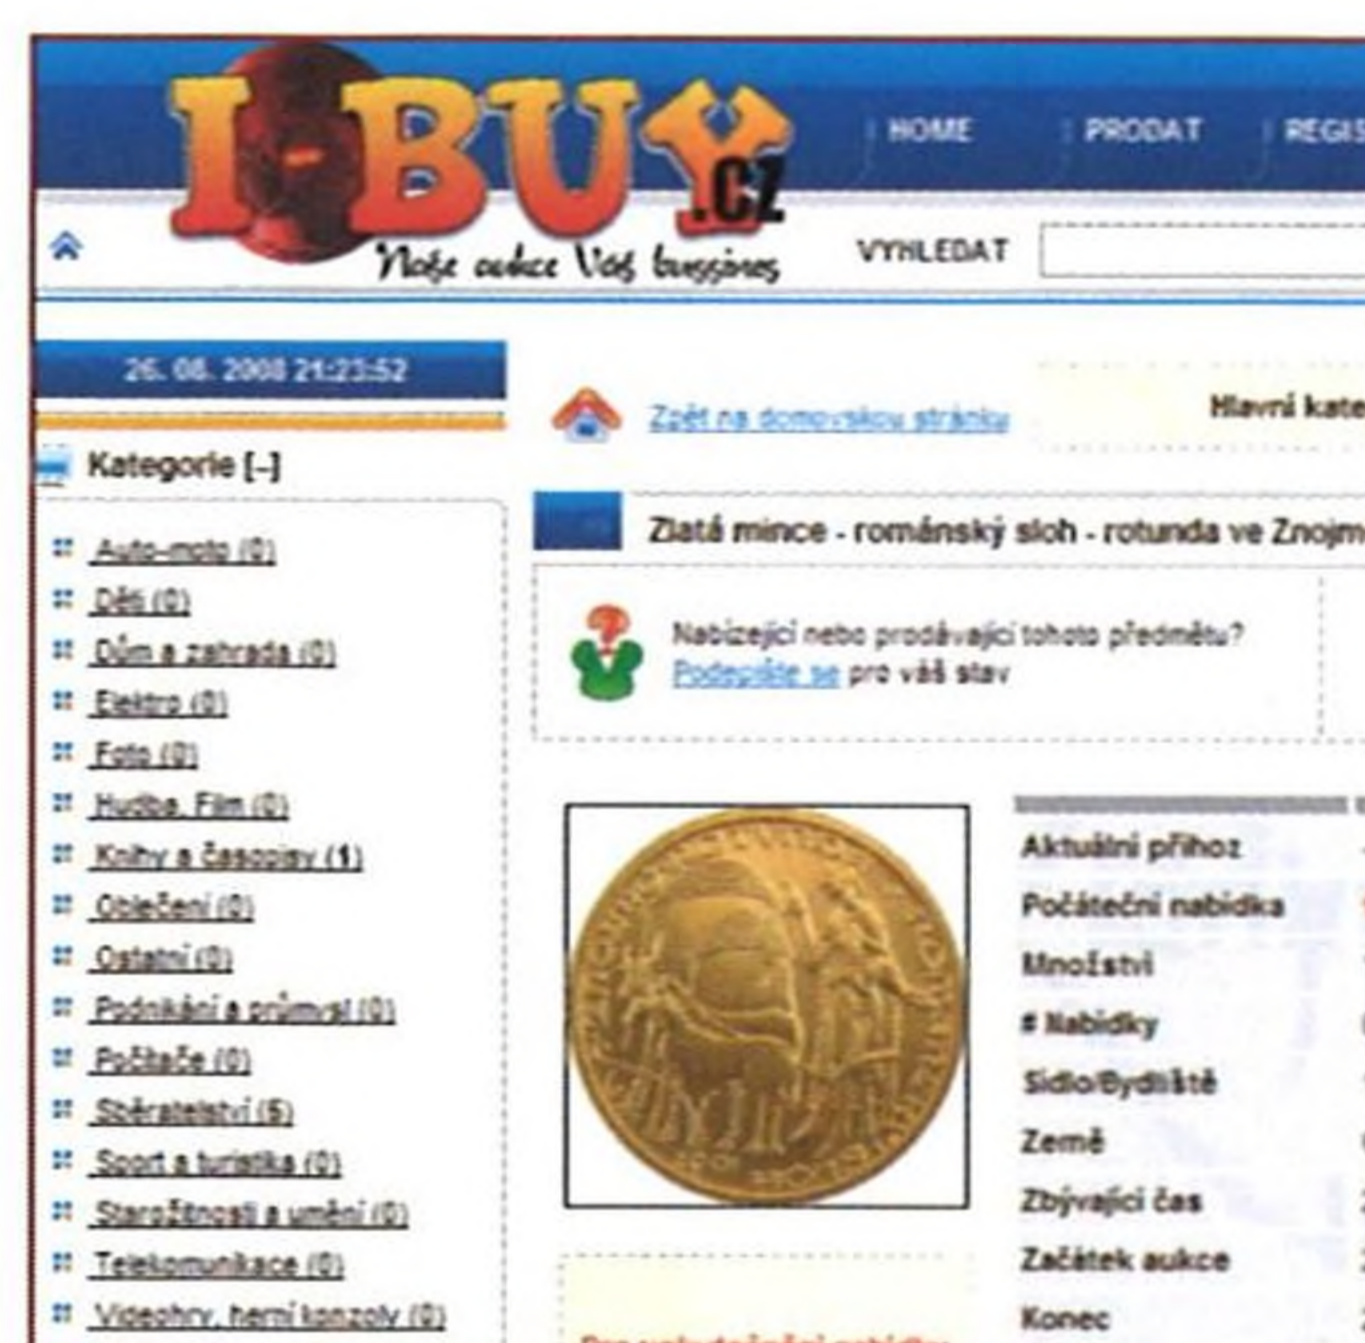 I-BUY.CZ
Naše aukce Váš bussines
HOME
PRODAT
REGIS
VYHLEDAT
26. 08. 2008 21:23:52
Zpět na domovskou stránku
Hlavní kate
Kategorie [-]
Auto-moto (0)
Děti (0)
Dům a zahrada (0)
Elektro (0)
Foto (0)
Hudba, Film (0)
Knihy a časopisy (1)
Oblečení (0)
Ostatní (0)
Podnikání a průmysl (0)
Počítače (0)
Sběratelství (5)
Sport a turistika (0)
Starožitnosti a umění (0)
Telekomunikace (0)
Videohry, herní konzoly (0)
Zlatá mince - románský sloh - rotunda ve Znojm
Nabízející nebo prodávající tohoto předmětu?
Podepište se pro váš stav
Aktuální příhoz
Počáteční nabídka
Množství
# Nabídky
Sídlo/Bydliště
Země
Zbývající čas
Začátek aukce
Konec